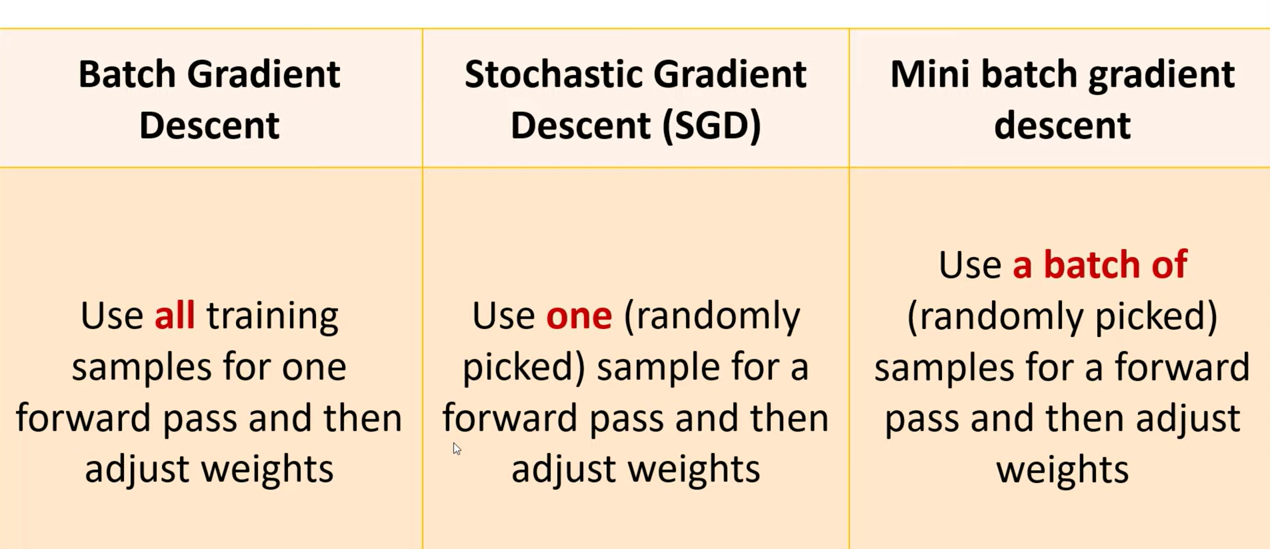 Batch Gradient
Descent
Stochastic Gradient
Descent (SGD)
Mini batch gradient
descent
Use all training
samples for one
forward pass and then
adjust weights
Use one (randomly
picked) sample for a
forward pass and then
adjust weights
Use a batch of
(randomly picked)
samples for a forward
pass and then adjust
weights